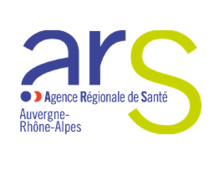 ars
Agence Régionale de Santé
Auvergne-
Rhône-Alpes